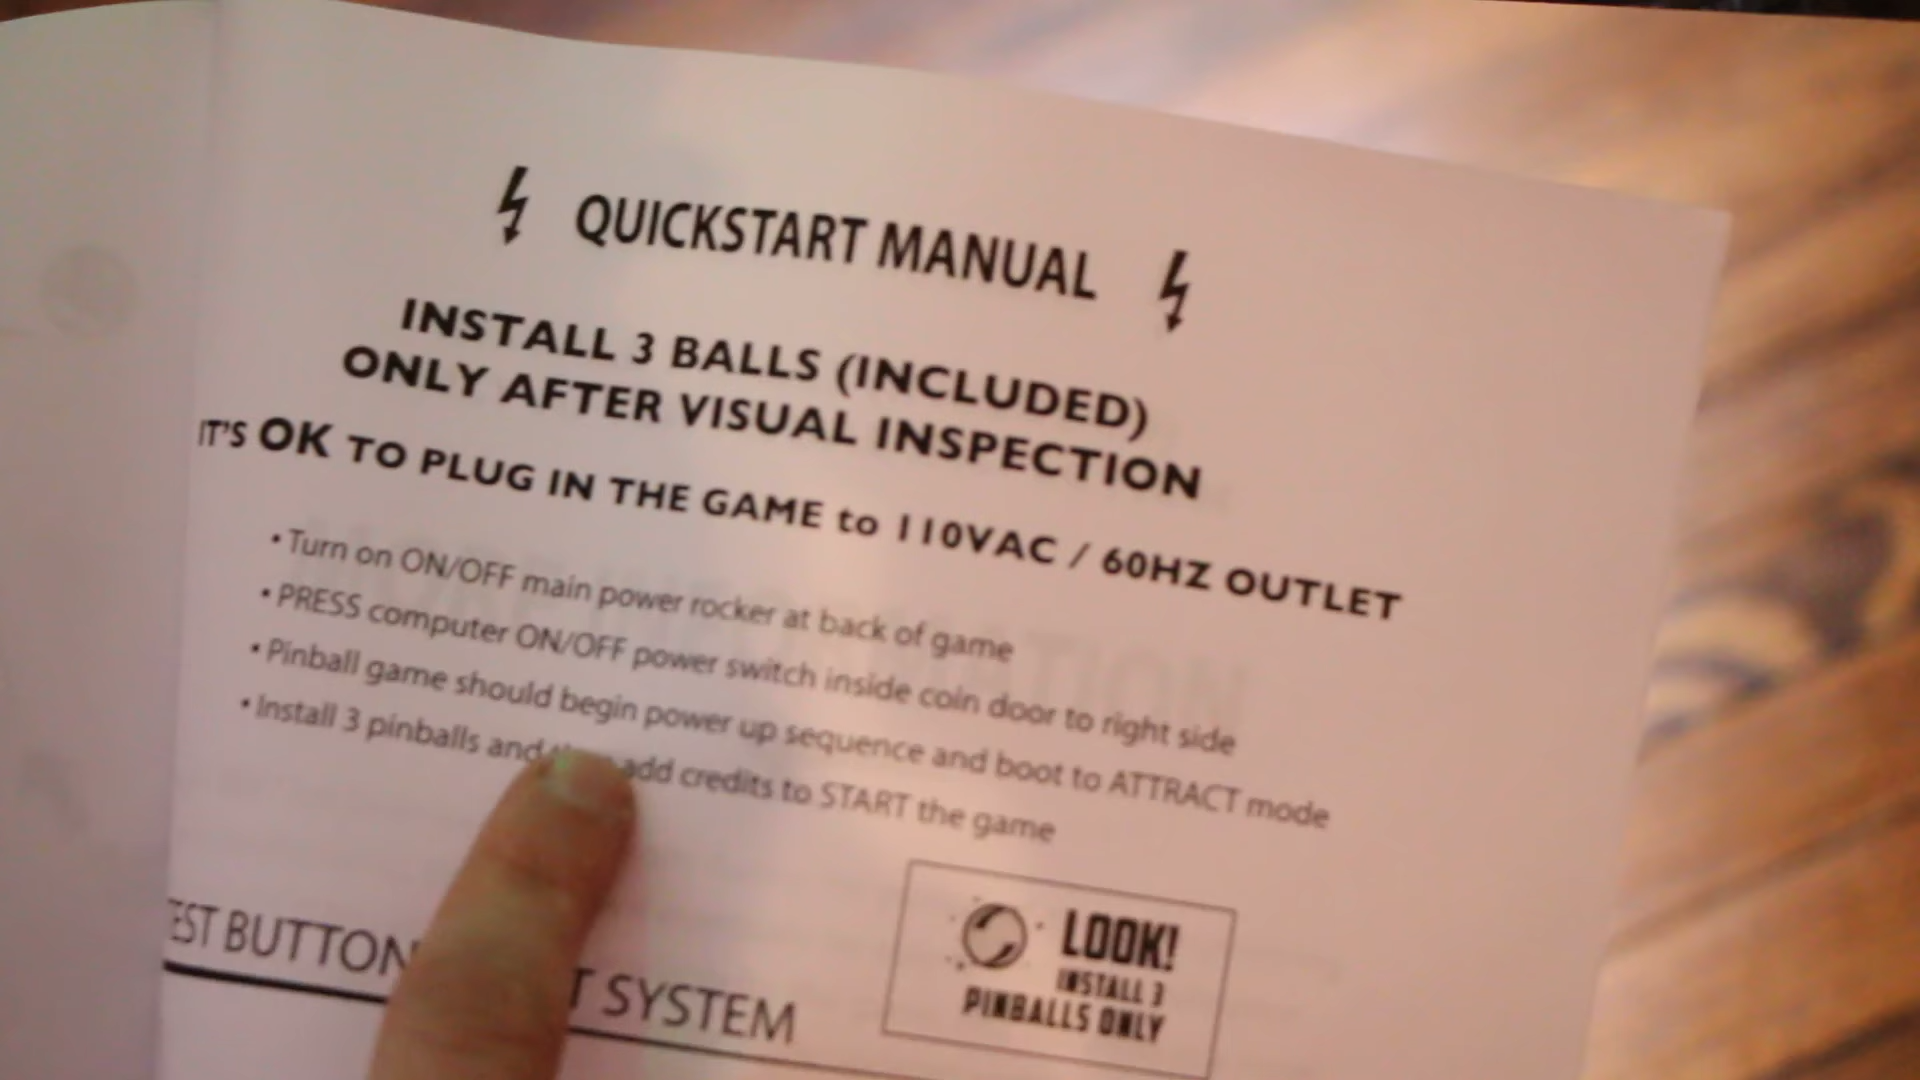 QUICKSTART MANUAL
INSTALL 3 BALLS (INCLUDED)
ONLY AFTER VISUAL INSPECTION
IT'S OK TO PLUG IN THE GAME to 110VAC / 60HZ OUTLET
• Turn on ON/OFF main power rocker at back of game
• PRESS computer ON/OFF power switch inside coin door to right side
• Pinball game should begin power up sequence and boot to ATTRACT mode
• Install 3 pinballs and add credits to START the game
EST BUTTON T SYSTEM
LOOK!
INSTALL 3
PINBALLS ONLY